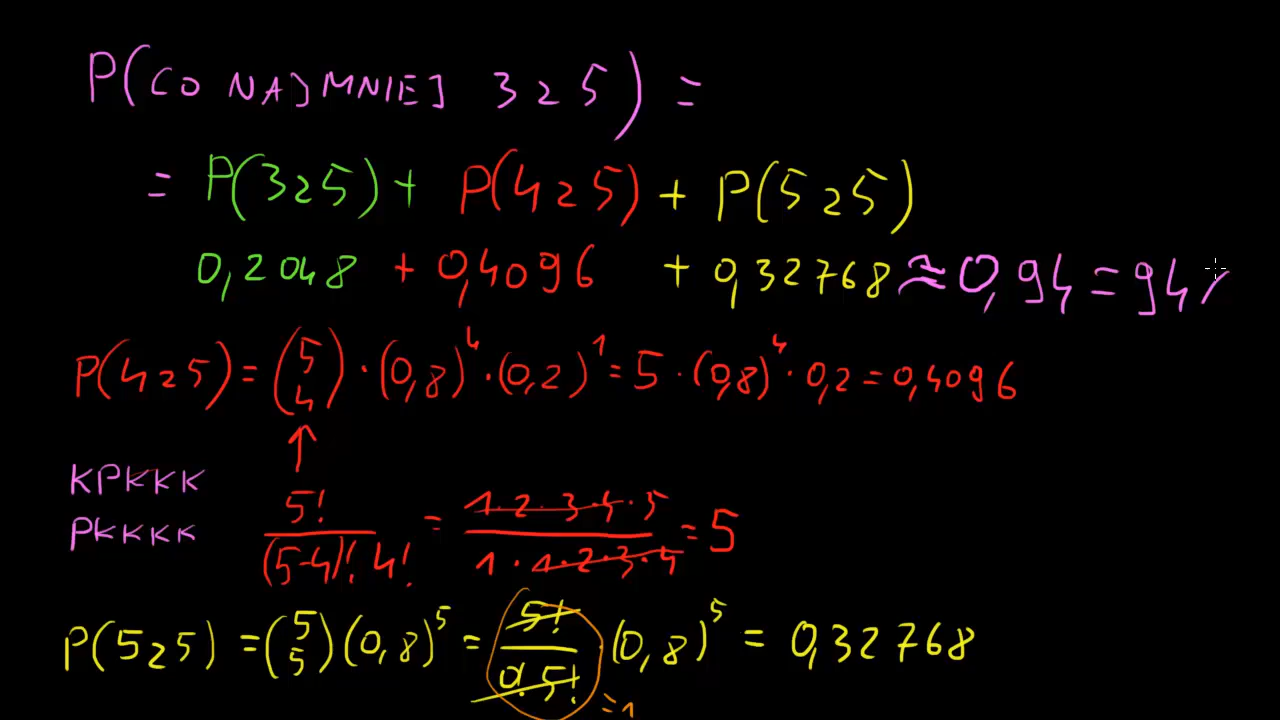 P(CO NAJMNIEJ 3 z 5) =
= P(3 z 5) + P(4 z 5) + P(5 z 5)
0,2048 + 0,4096 + 0,32768 ≈ 0,94 = 94%
P(4 z 5) = (5 4) · (0,8)^4 · (0,2)^1 = 5 · (0,8)^4 · 0,2 = 0,4096
↑
KPKKK
PKKKK
5!/((5-4)! 4!) = (1·2·3·4·5)/(1·1·2·3·4) = 5
P(5 z 5) = (5 5)(0,8)^5 = 5!/(0!·5!) · (0,8)^5 = 0,32768
=1